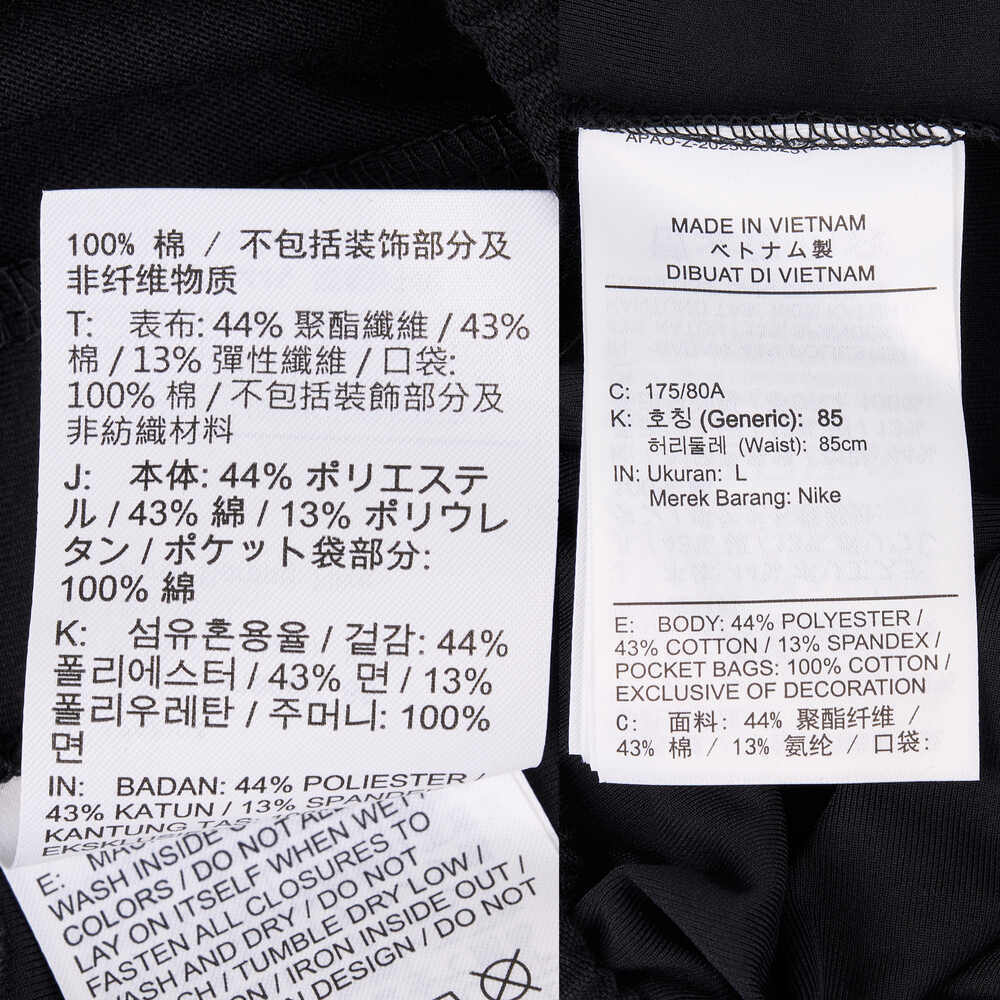 100% 棉 / 不包括装饰部分及
非纤维物质
T: 表布: 44% 聚酯纖維 / 43%
棉 / 13% 彈性纖維 / 口袋:
100% 棉 / 不包括裝飾部分及
非紡織材料
J: 本体: 44% ポリエステ
ル / 43% 綿 / 13% ポリウレ
タン / ポケット袋部分:
100% 綿
K: 섬유혼용율 / 겉감: 44%
폴리에스터 / 43% 면 / 13%
폴리우레탄 / 주머니: 100%
면
IN: BADAN: 44% POLIESTER /
43% KATUN / 13% SPANDEKS
KANTUNG TAS:
E:
WASH INSIDE
COLORS / DO NOT
LAY ON ITSELF WHEN WET
FASTEN ALL CLOSURES TO
WASH AND DRY / DO NOT
/ TUMBLE DRY LOW /
/ IRON INSIDE OUT /
N DESIGN / DO NOT
MADE IN VIETNAM
ベトナム製
DIBUAT DI VIETNAM
C: 175/80A
K: 호칭 (Generic): 85
허리둘레 (Waist): 85cm
IN: Ukuran: L
Merek Barang: Nike
E: BODY: 44% POLYESTER /
43% COTTON / 13% SPANDEX /
POCKET BAGS: 100% COTTON /
EXCLUSIVE OF DECORATION
C: 面料: 44% 聚酯纤维 /
43% 棉 / 13% 氨纶 / 口袋: